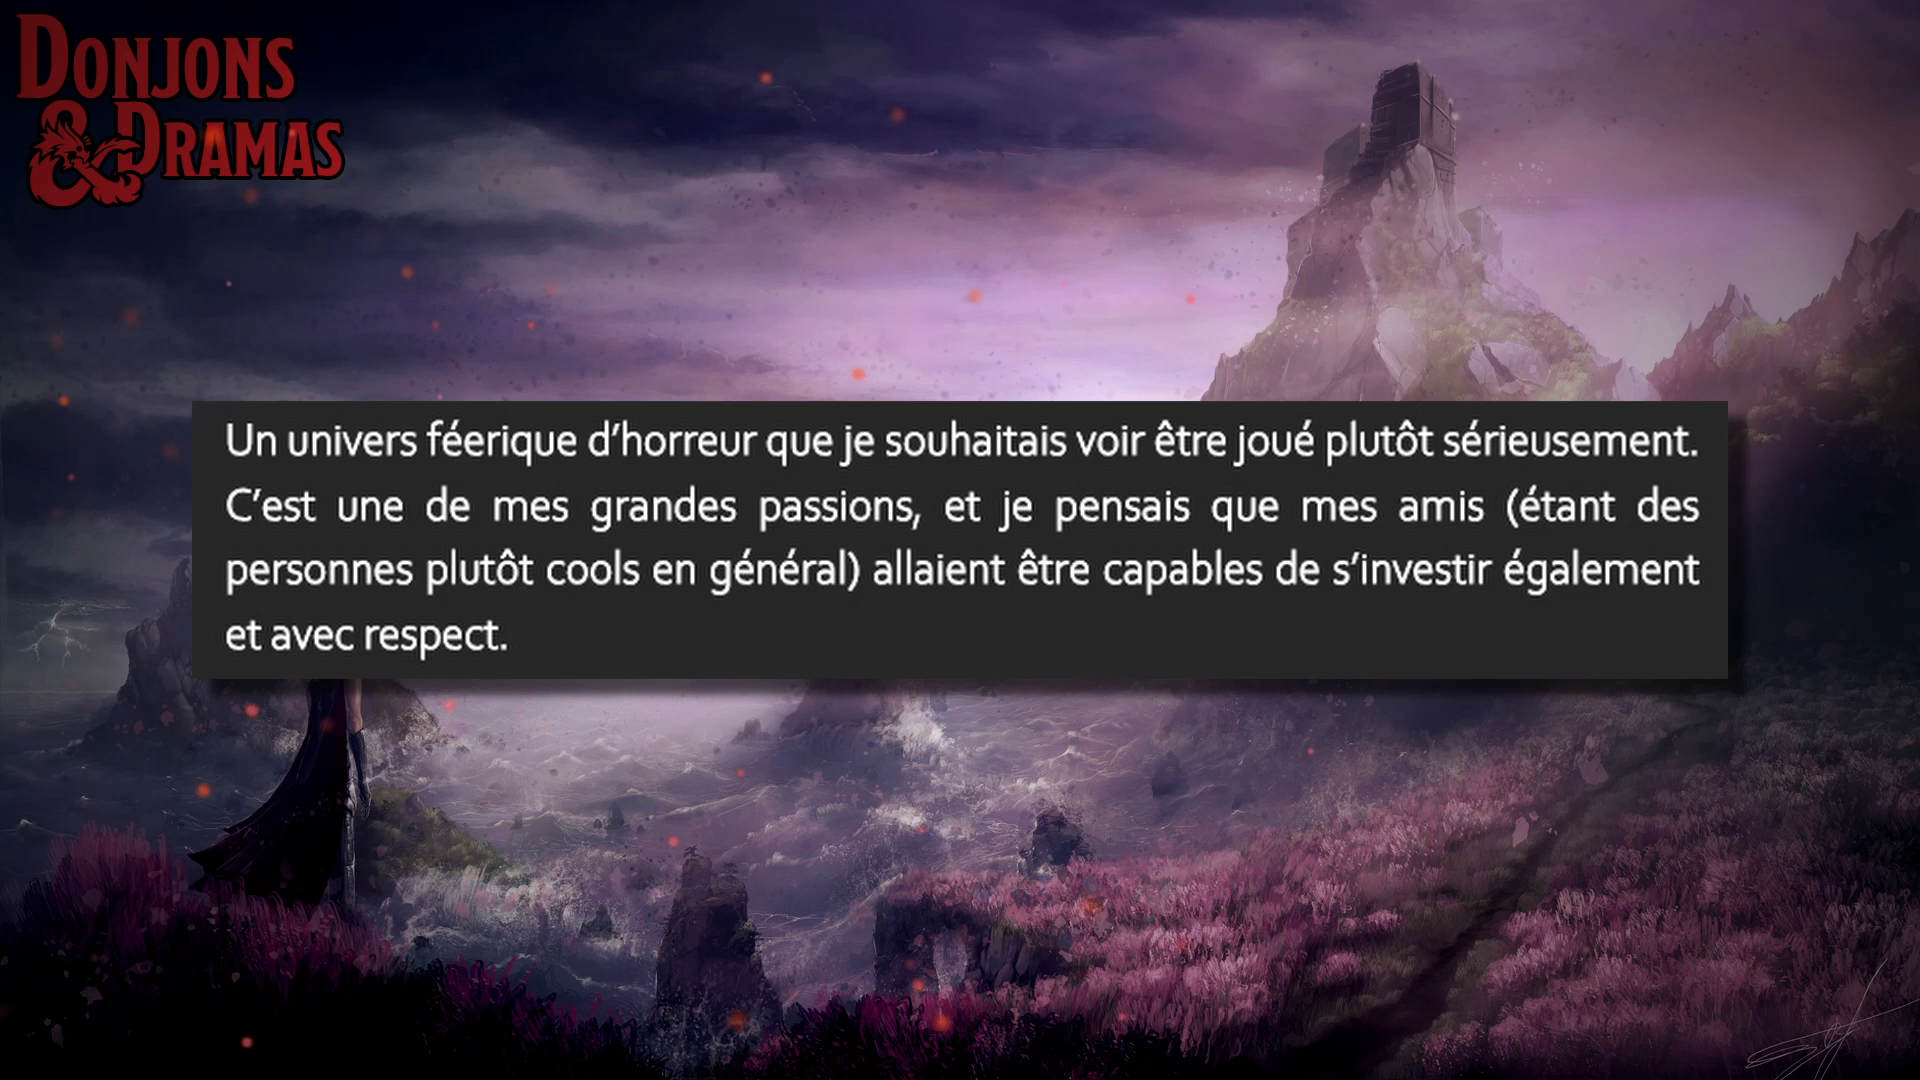 DONJONS
& DRAMAS
Un univers féerique d’horreur que je souhaitais voir être joué plutôt sérieusement.
C’est une de mes grandes passions, et je pensais que mes amis (étant des
personnes plutôt cools en général) allaient être capables de s’investir également
et avec respect.